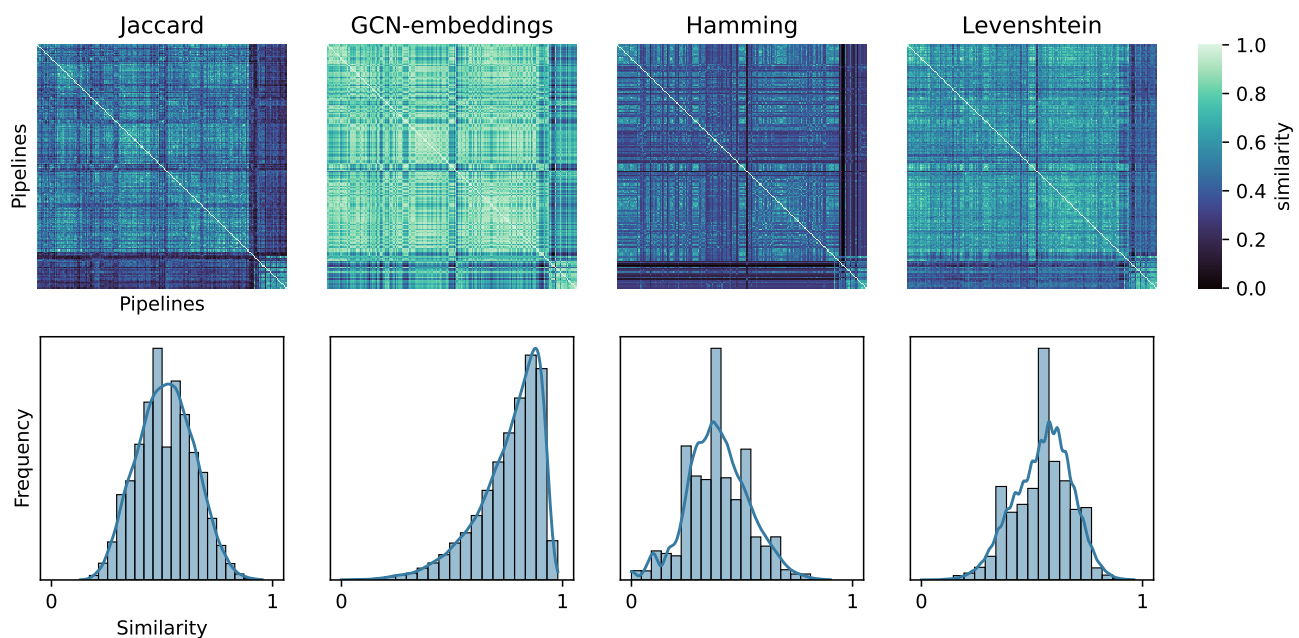 Jaccard
GCN-embeddings
Hamming
Levenshtein
Pipelines
Pipelines
1.0
0.8
0.6
0.4
0.2
0.0
similarity
Frequency
0 1
0 1
0 1
0 1
Similarity